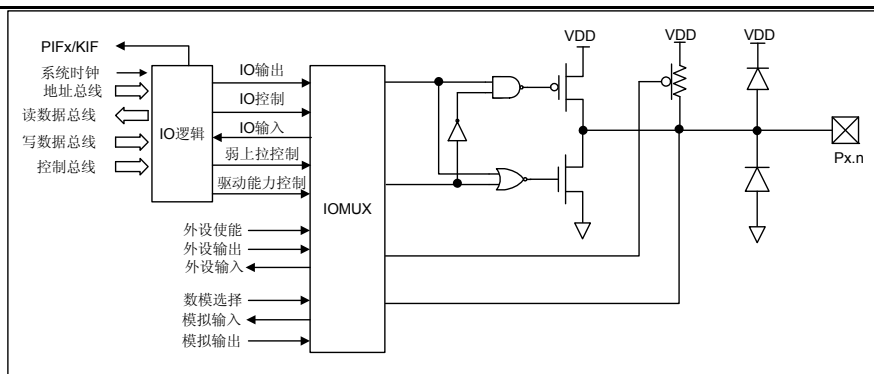 PIFx/KIF
系统时钟
地址总线
读数据总线
写数据总线
控制总线
IO逻辑
IO输出
IO控制
IO输入
弱上拉控制
驱动能力控制
外设使能
外设输出
外设输入
数模选择
模拟输入
模拟输出
IOMUX
VDD
VDD
VDD
Px.n